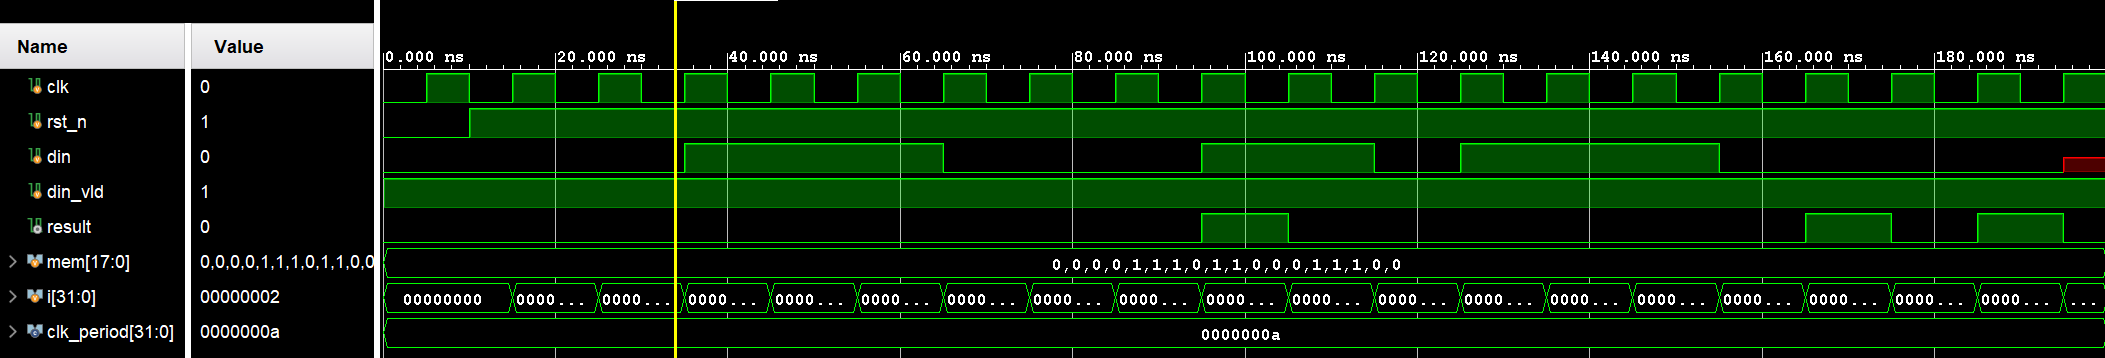 Name Value
0.000 ns 20.000 ns 40.000 ns 60.000 ns 80.000 ns 100.000 ns 120.000 ns 140.000 ns 160.000 ns 180.000 ns
clk 0
rst_n 1
din 0
din_vld 1
result 0
mem[17:0] 0,0,0,0,1,1,1,0,1,1,0,0 0,0,0,0,1,1,1,0,1,1,0,0,0,1,1,1,0,0
i[31:0] 00000002 00000000 0000... 0000... 0000... 0000... 0000... 0000... 0000... 0000... 0000... 0000... 0000... 0000... 0000... 0000... 0000... 0000... 0000... 0000... ...
clk_period[31:0] 0000000a 0000000a